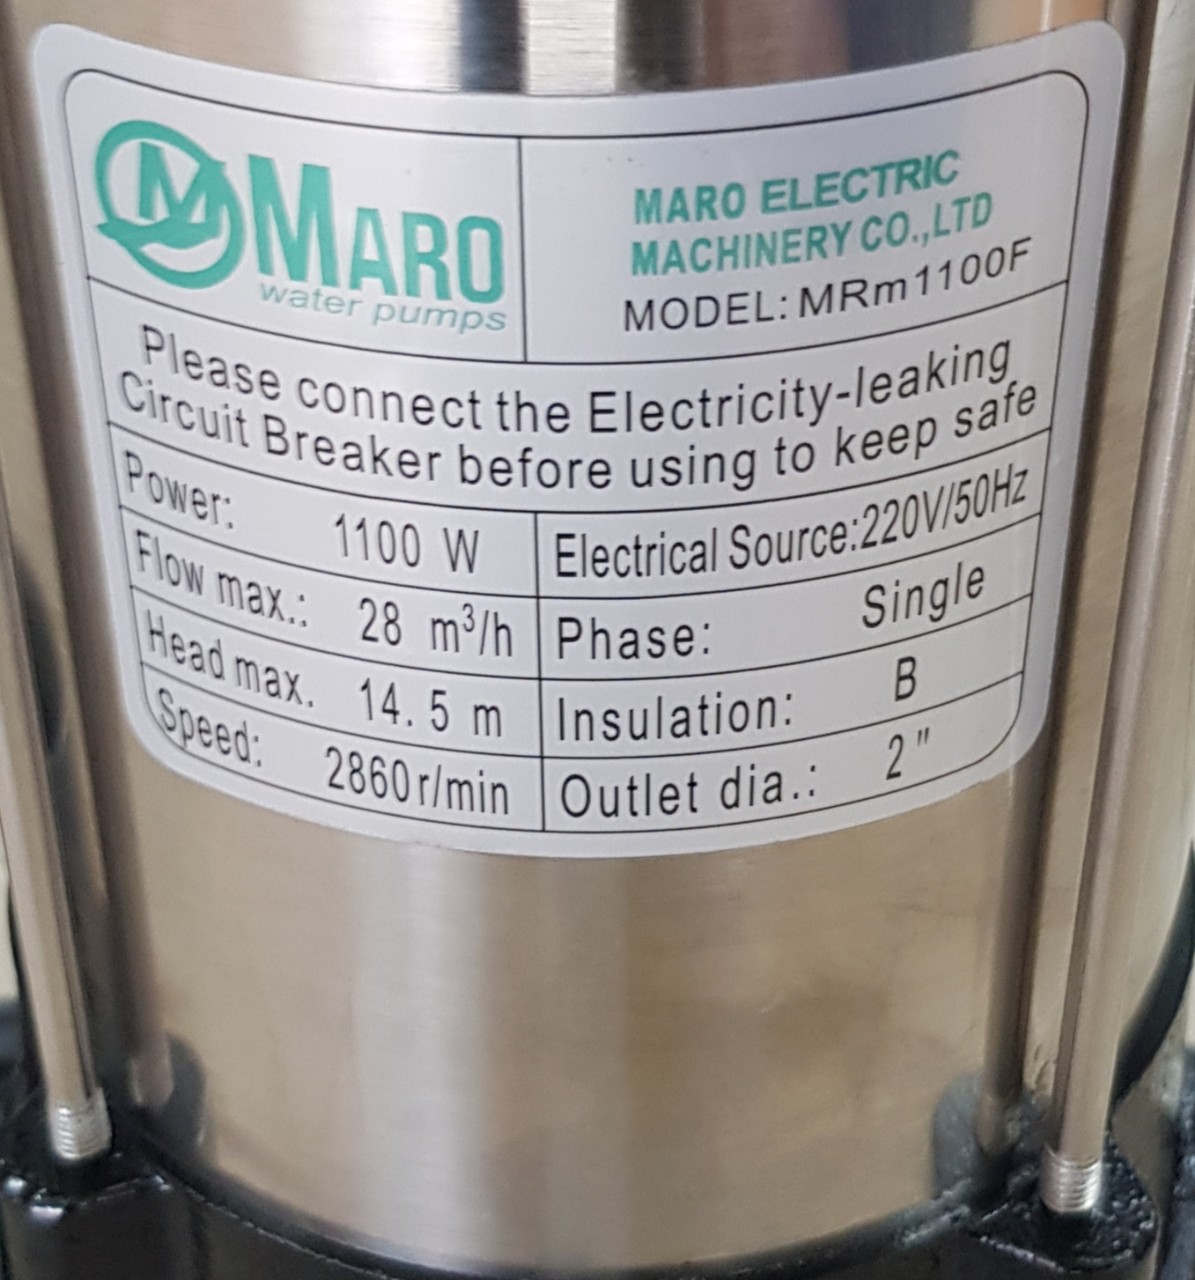 M MARO
water pumps
MARO ELECTRIC
MACHINERY CO.,LTD
MODEL: MRm1100F
Please connect the Electricity-leaking
Circuit Breaker before using to keep safe
Power: 1100 W
Electrical Source:220V/50Hz
Flow max.: 28 m³/h
Phase: Single
Head max. 14.5 m
Insulation: B
Speed: 2860r/min
Outlet dia.: 2"